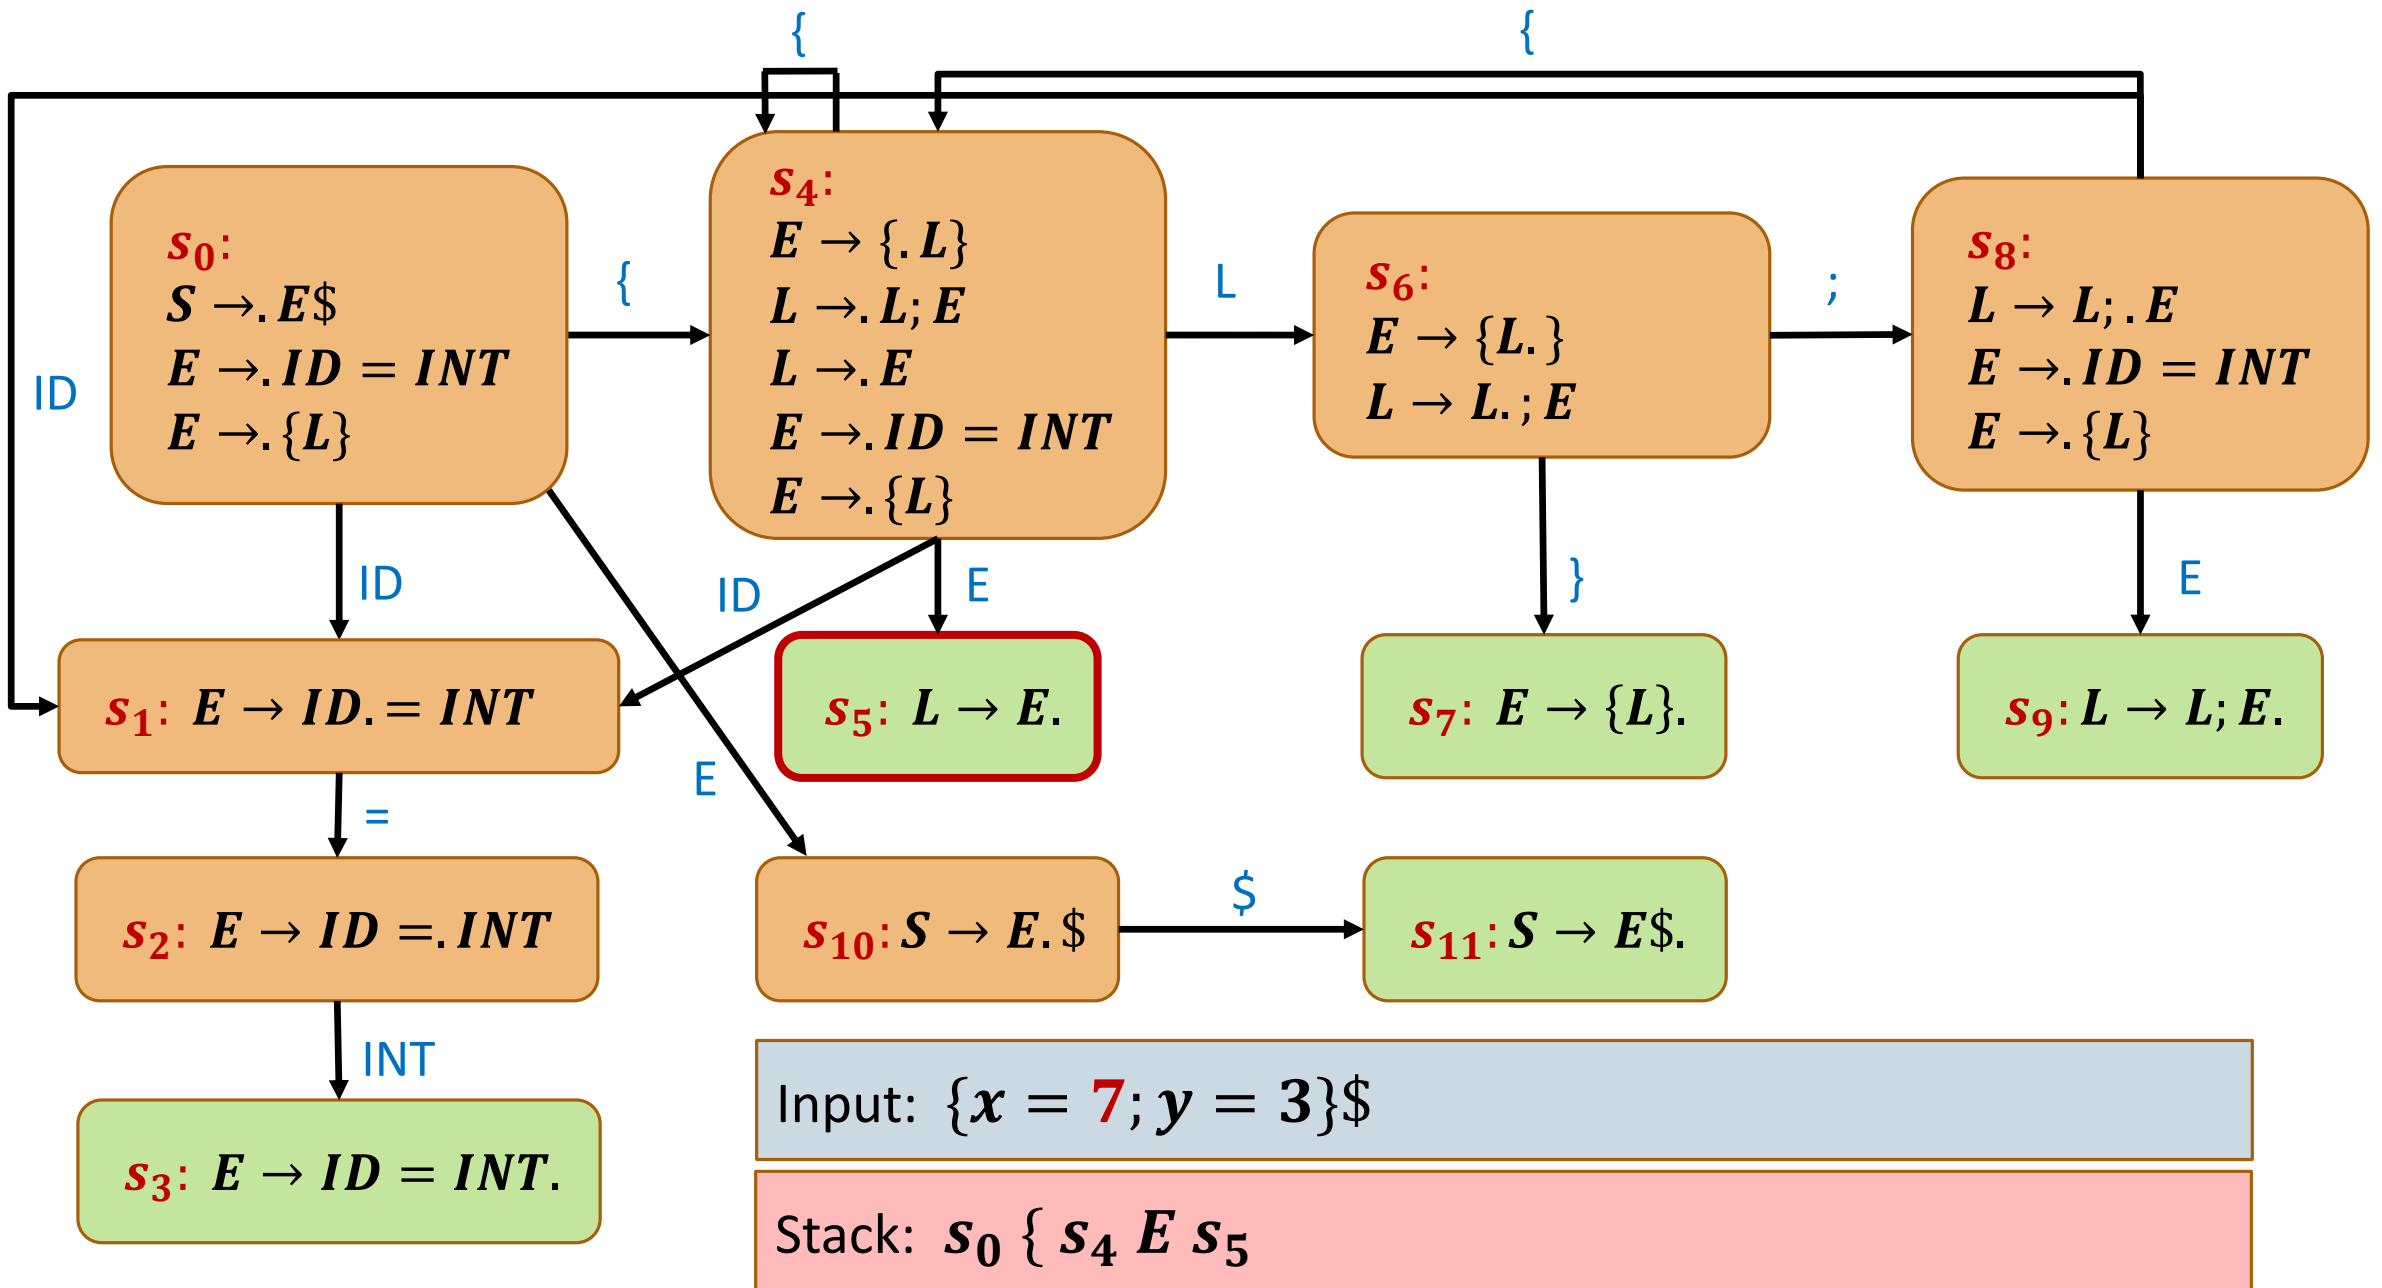 {
{
s₀:
S →. E$
E →. ID = INT
E →. {L}
{
s₄:
E → {. L}
L →. L; E
L →. E
E →. ID = INT
E →. {L}
L
s₆:
E → {L. }
L → L. ; E
;
s₈:
L → L; . E
E →. ID = INT
E →. {L}
ID
ID
ID
E
}
E
s₁: E → ID. = INT
s₅: L → E.
s₇: E → {L}.
s₉: L → L; E.
E
=
s₂: E → ID =. INT
s₁₀: S → E. $
$
s₁₁: S → E$.
INT
s₃: E → ID = INT.
Input: {x = 7; y = 3}$
Stack: s₀ { s₄ E s₅